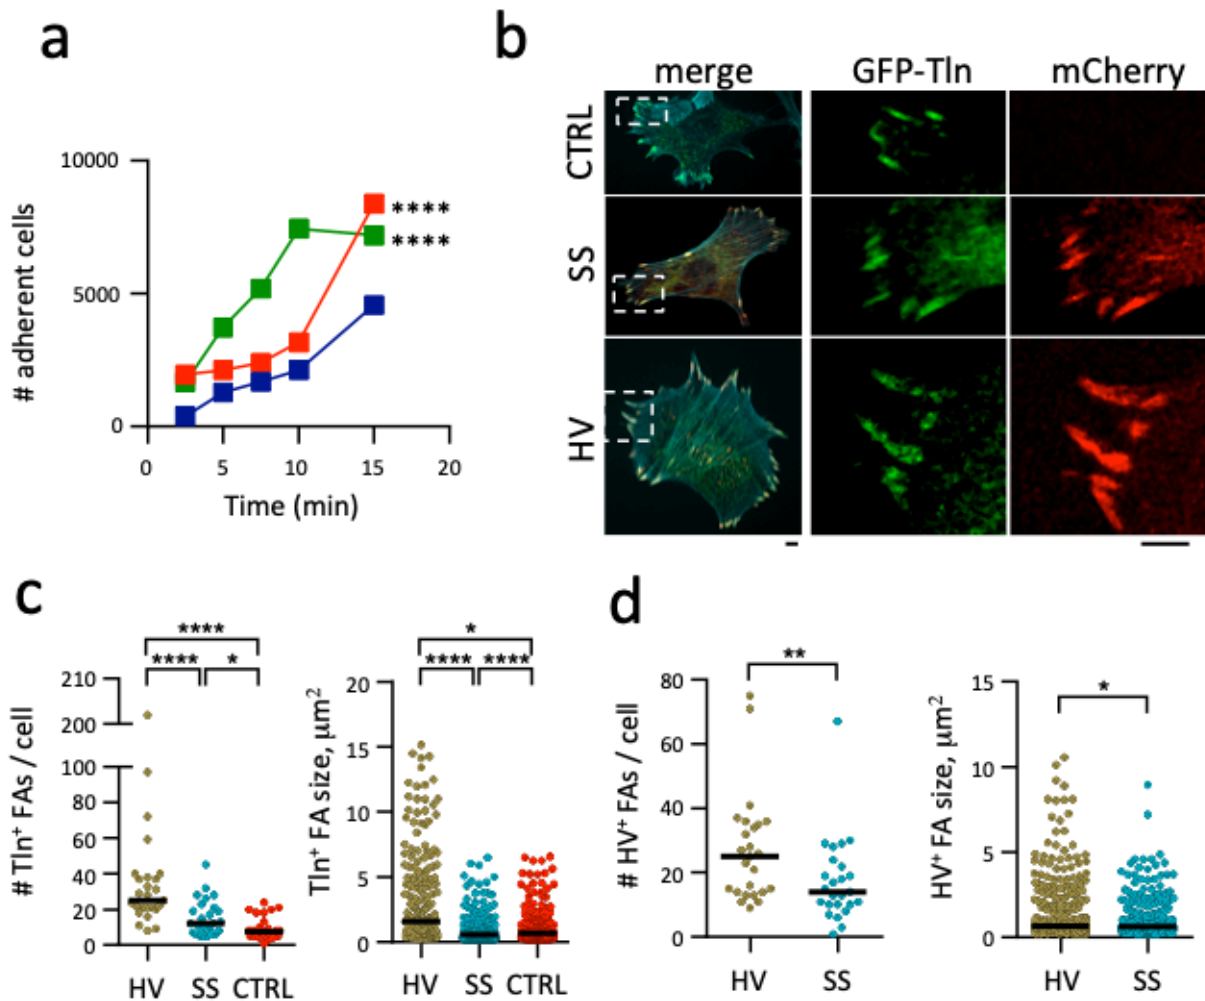 a
10000
5000
0
# adherent cells
****
****
0 5 10 15 20
Time (min)
b
merge GFP-Tln mCherry
CTRL
SS
HV
c
****
**** *
210
200
100
80
60
40
20
0
# Tln⁺ FAs / cell
HV SS CTRL
*
**** ****
20
15
10
5
0
Tln⁺ FA size, μm²
HV SS CTRL
d
**
80
60
40
20
0
# HV⁺ FAs / cell
HV SS
*
15
10
5
0
HV⁺ FA size, μm²
HV SS